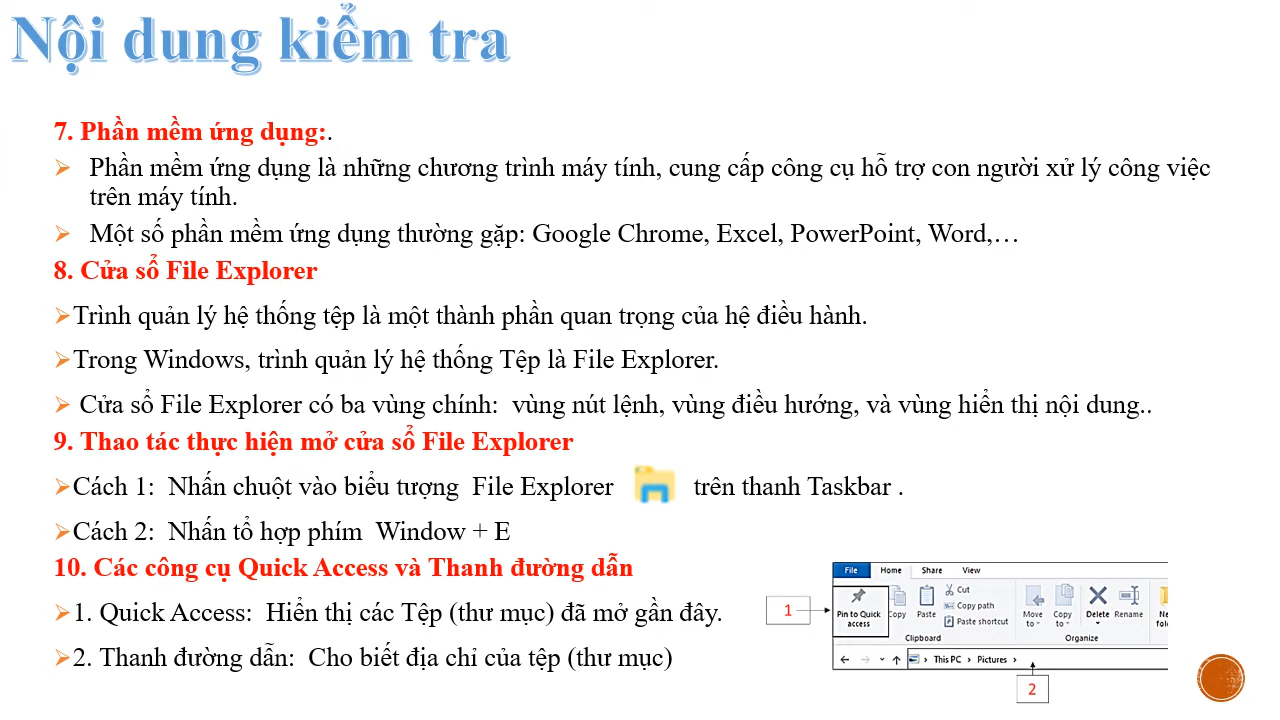 Nội dung kiểm tra
7. Phần mềm ứng dụng:.
➢ Phần mềm ứng dụng là những chương trình máy tính, cung cấp công cụ hỗ trợ con người xử lý công việc
trên máy tính.
➢ Một số phần mềm ứng dụng thường gặp: Google Chrome, Excel, PowerPoint, Word,…
8. Cửa sổ File Explorer
➢Trình quản lý hệ thống tệp là một thành phần quan trọng của hệ điều hành.
➢Trong Windows, trình quản lý hệ thống Tệp là File Explorer.
➢ Cửa sổ File Explorer có ba vùng chính: vùng nút lệnh, vùng điều hướng, và vùng hiển thị nội dung..
9. Thao tác thực hiện mở cửa sổ File Explorer
➢Cách 1: Nhấn chuột vào biểu tượng File Explorer trên thanh Taskbar .
➢Cách 2: Nhấn tổ hợp phím Window + E
10. Các công cụ Quick Access và Thanh đường dẫn
➢1. Quick Access: Hiển thị các Tệp (thư mục) đã mở gần đây.
➢2. Thanh đường dẫn: Cho biết địa chỉ của tệp (thư mục)
File Home Share View
1
Pin to Quick
access
Copy
Paste
Cut
Copy path
Paste shortcut
Move
to
Copy
to
Delete
Rename
Ne
fol
Clipboard
Organize
This PC › Pictures ›
2